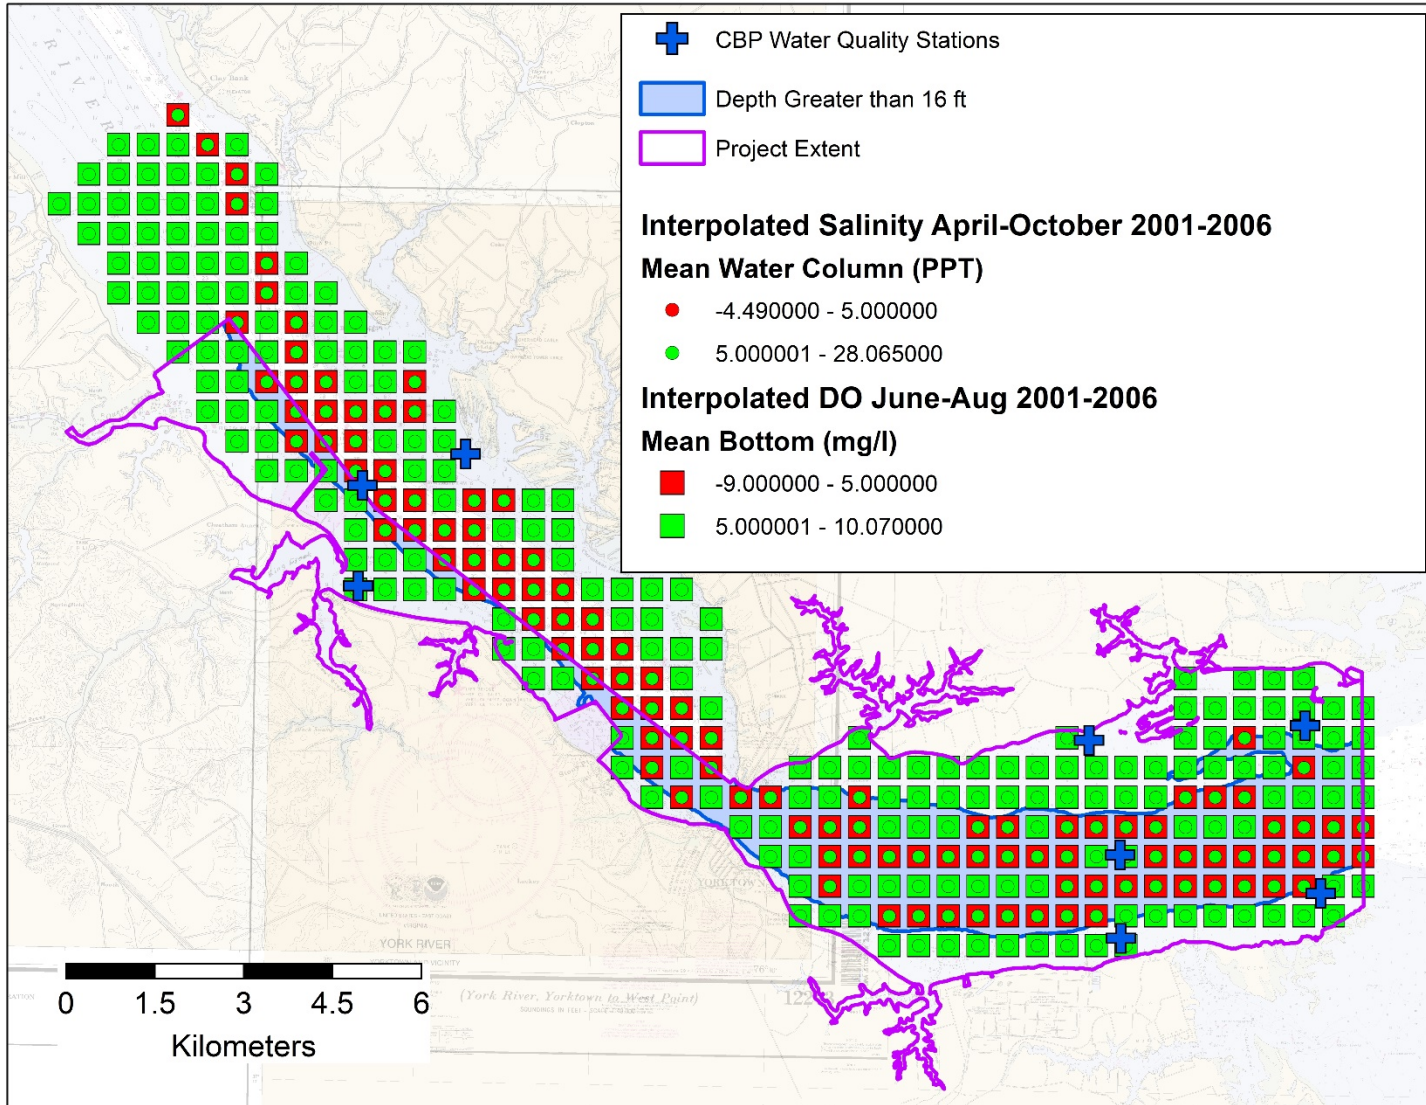 CBP Water Quality Stations
Depth Greater than 16 ft
Project Extent
Interpolated Salinity April-October 2001-2006
Mean Water Column (PPT)
-4.490000 - 5.000000
5.000001 - 28.065000
Interpolated DO June-Aug 2001-2006
Mean Bottom (mg/l)
-9.000000 - 5.000000
5.000001 - 10.070000
RIVER
YORKTOWN
YORK RIVER
(York River, Yorktown to West Point)
0 1.5 3 4.5 6
Kilometers